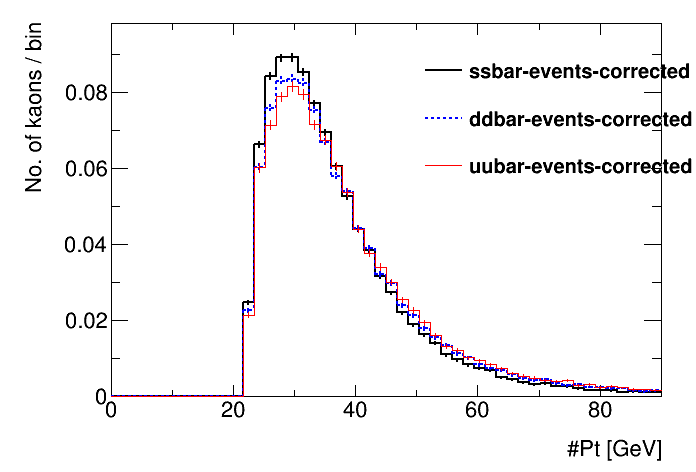 No. of kaons / bin
ssbar-events-corrected
0.08
ddbar-events-corrected
uubar-events-corrected
0.06
0.04
0.02
0
0 20 40 60 80
#Pt [GeV]